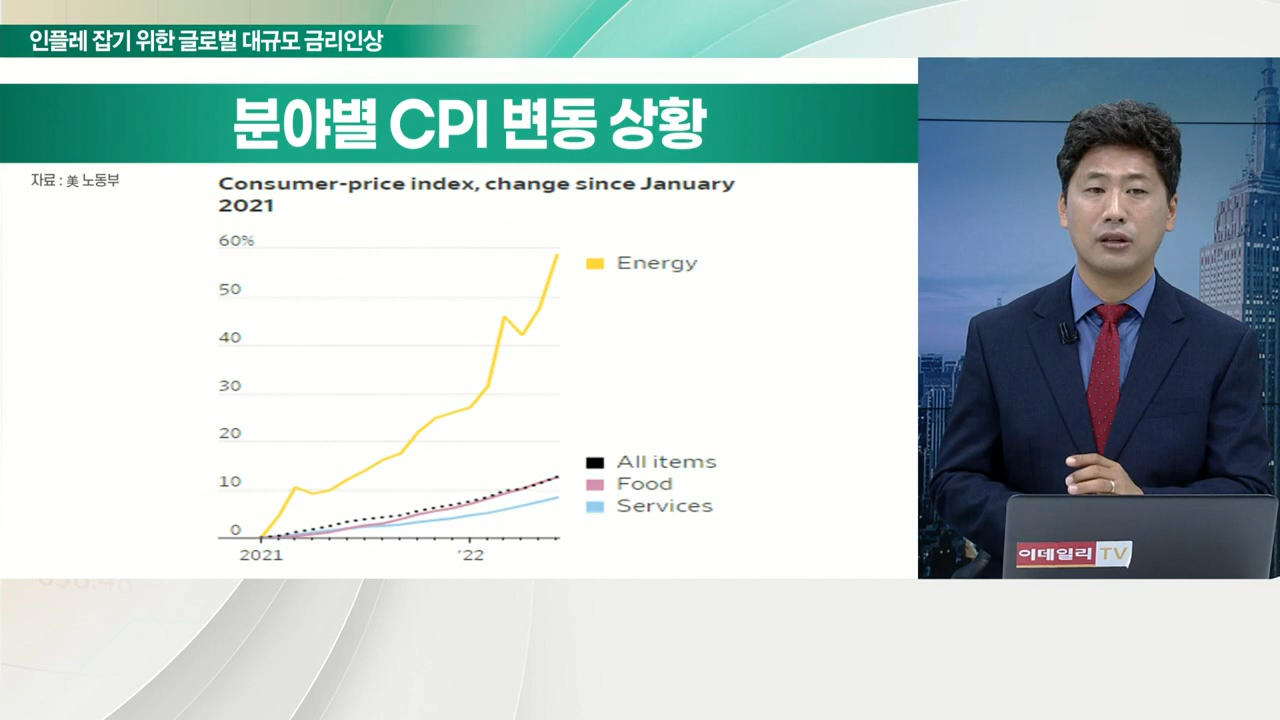 인플레 잡기 위한 글로벌 대규모 금리인상
분야별 CPI 변동 상황
자료 : 美 노동부
Consumer-price index, change since January
2021
60%
50
40
30
20
10
0
2021
'22
Energy
All items
Food
Services
이데일리 TV